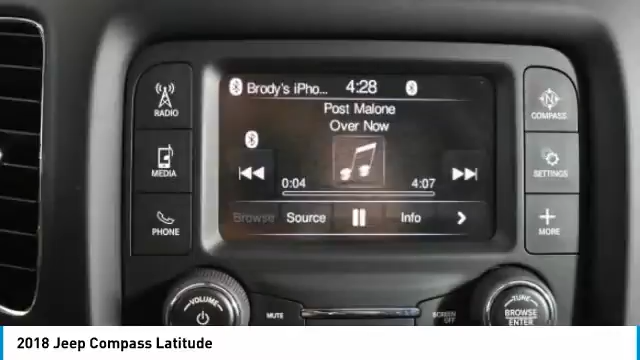 Brody's iPho... 4:28
Post Malone
Over Now
0:04 4:07
Browse Source Info
RADIO
MEDIA
PHONE
COMPASS
SETTINGS
MORE
VOLUME
MUTE
SCREEN OFF
TUNE
BROWSE
ENTER
2018 Jeep Compass Latitude